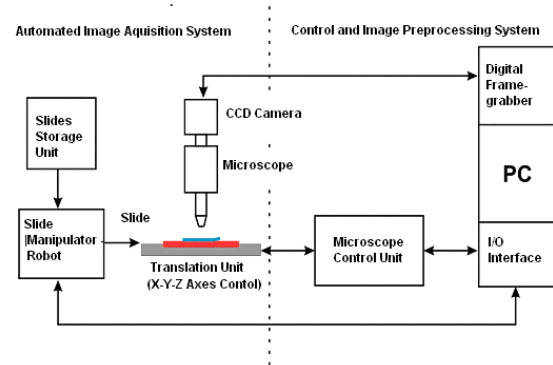 Automated Image Aquisition System
Control and Image Preprocessing System
Digital
Frame-
grabber
CCD Camera
Slides
Storage
Unit
Microscope
PC
Slide
Slide
|Manipulator
Robot
Microscope
Control Unit
I/O
Interface
Translation Unit
(X-Y-Z Axes Contol)